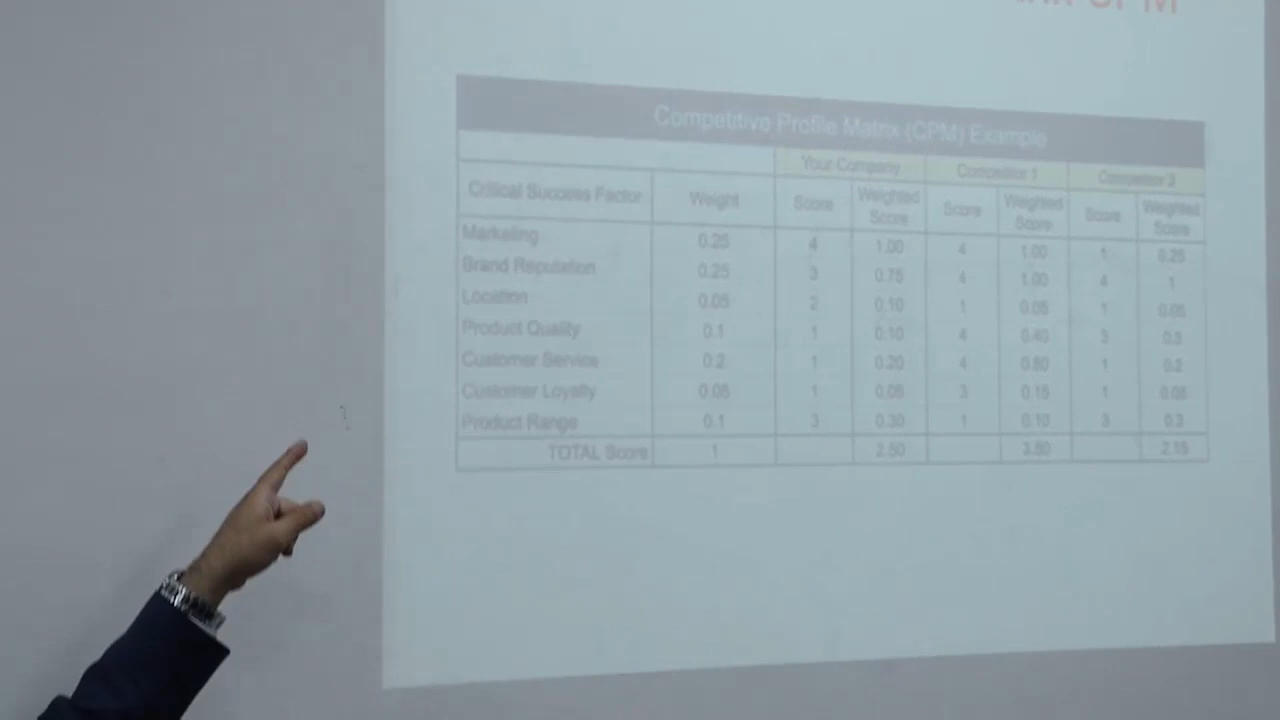 CPM
Competitive Profile Matrix (CPM) Example
Your Company Competitor 1 Competitor 2
Critical Success Factor Weight Score Weighted Score Score Weighted Score Score Weighted Score
Marketing 0.25 4 1.00 4 1.00 1 0.25
Brand Reputation 0.25 3 0.75 4 1.00 4 1
Location 0.05 2 0.10 1 0.05 1 0.05
Product Quality 0.1 1 0.10 4 0.40 3 0.3
Customer Service 0.2 1 0.20 4 0.80 1 0.2
Customer Loyalty 0.05 1 0.05 3 0.15 1 0.05
Product Range 0.1 3 0.30 1 0.10 3 0.3
TOTAL Score 1 2.50 3.50 2.15